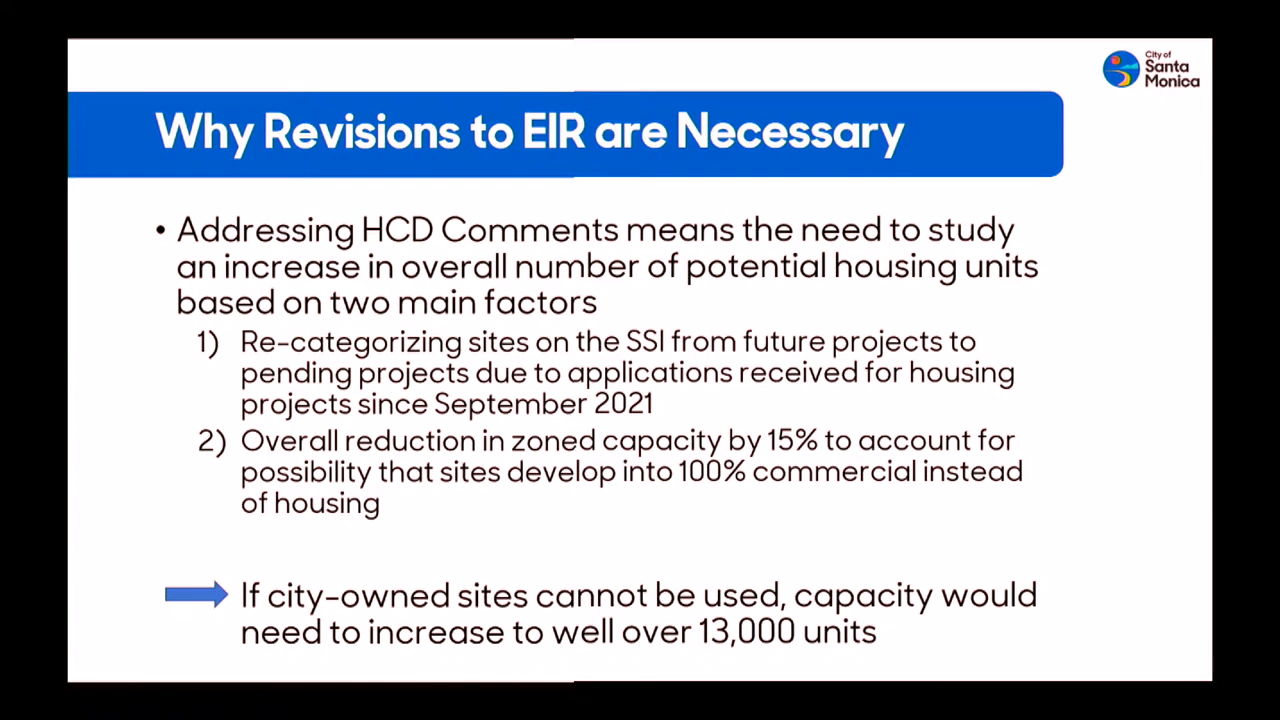 City of
Santa
Monica
Why Revisions to EIR are Necessary
• Addressing HCD Comments means the need to study
an increase in overall number of potential housing units
based on two main factors
1) Re-categorizing sites on the SSI from future projects to
pending projects due to applications received for housing
projects since September 2021
2) Overall reduction in zoned capacity by 15% to account for
possibility that sites develop into 100% commercial instead
of housing
If city-owned sites cannot be used, capacity would
need to increase to well over 13,000 units